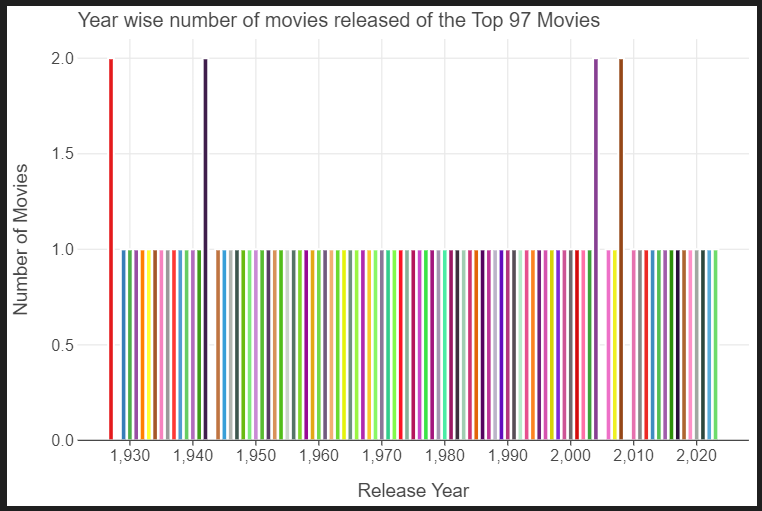 Year wise number of movies released of the Top 97 Movies
Number of Movies
2.0
1.5
1.0
0.5
0.0
1,930 1,940 1,950 1,960 1,970 1,980 1,990 2,000 2,010 2,020
Release Year